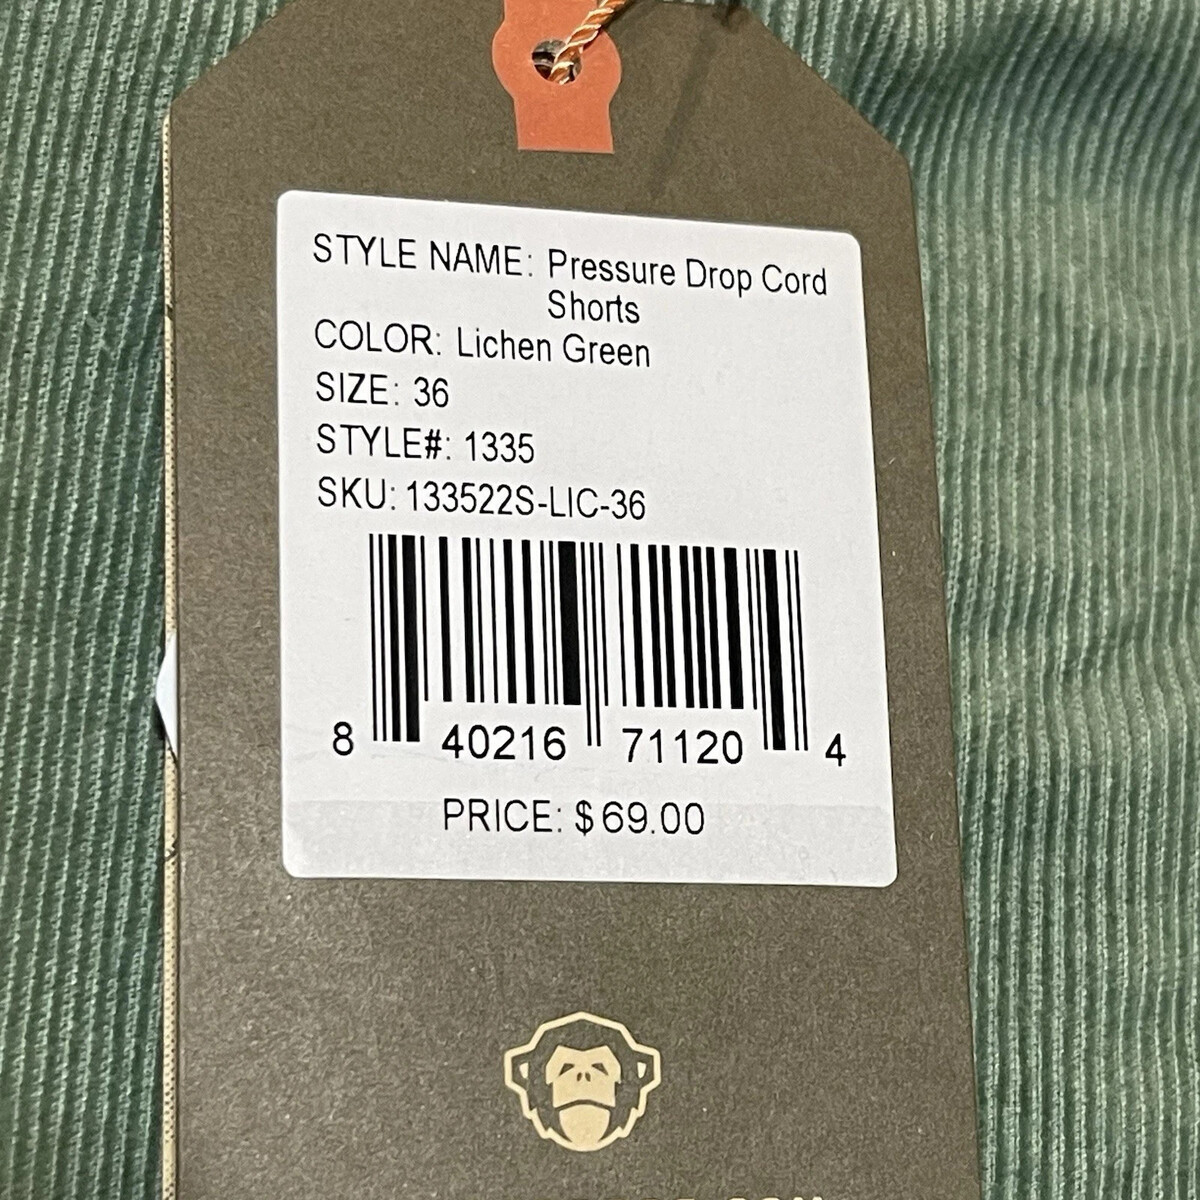 STYLE NAME: Pressure Drop Cord
Shorts
COLOR: Lichen Green
SIZE: 36
STYLE#: 1335
SKU: 133522S-LIC-36
8 40216 71120 4
PRICE: $69.00